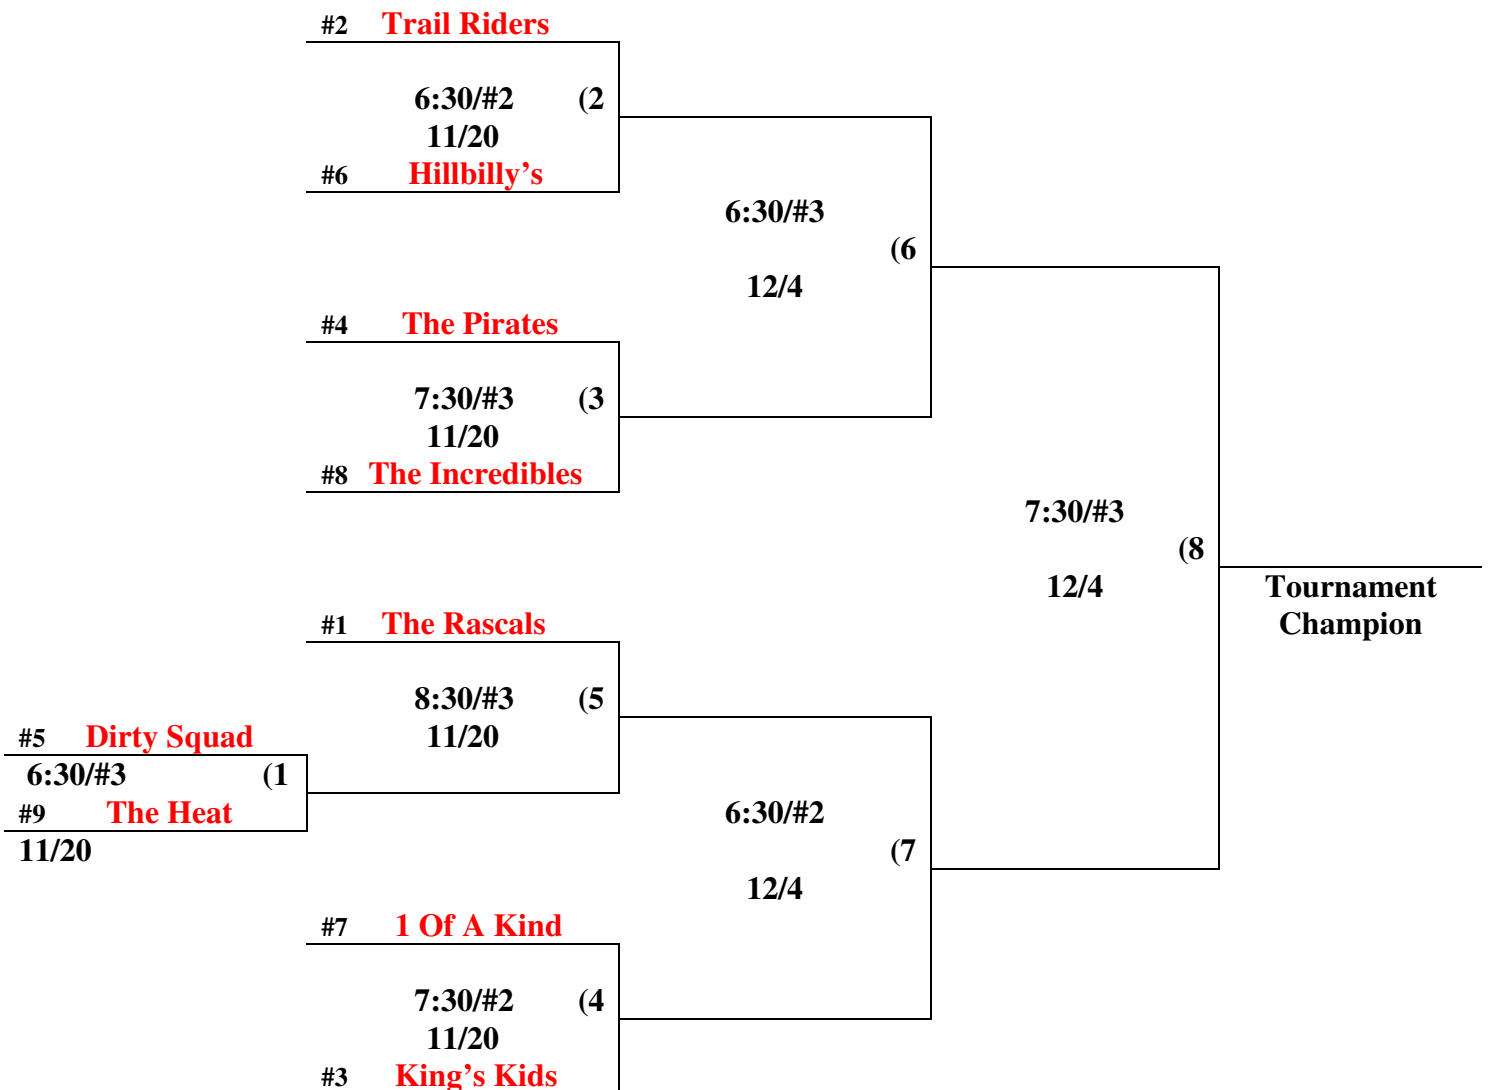 #2 Trail Riders
6:30/#2 (2
11/20
#6 Hillbilly’s
6:30/#3
(6
12/4
#4 The Pirates
7:30/#3 (3
11/20
#8 The Incredibles
7:30/#3
(8
12/4
Tournament
Champion
#1 The Rascals
8:30/#3 (5
11/20
#5 Dirty Squad
6:30/#3 (1
#9 The Heat
11/20
6:30/#2
(7
12/4
#7 1 Of A Kind
7:30/#2 (4
11/20
#3 King’s Kids